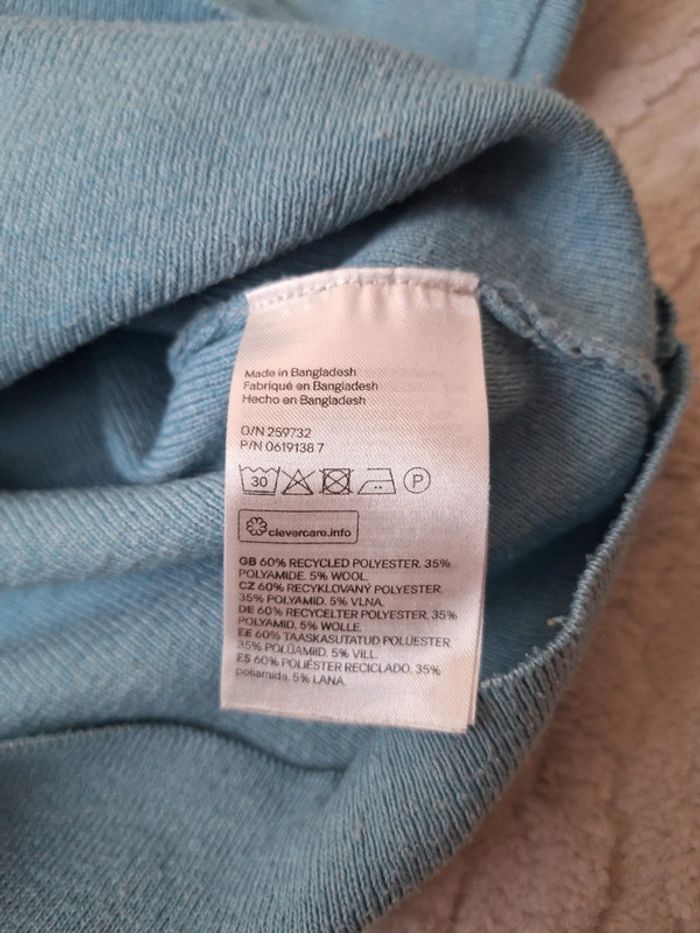 Made in Bangladesh
Fabriqué en Bangladesh
Hecho en Bangladesh
O/N 259732
P/N 0619138 7
30 P
clevercare.info
GB 60% RECYCLED POLYESTER. 35%
POLYAMIDE. 5% WOOL.
CZ 60% RECYKLOVANÝ POLYESTER.
35% POLYAMID. 5% VLNA.
DE 60% RECYCELTER POLYESTER. 35%
POLYAMID. 5% WOLLE.
EE 60% TAASKASUTATUD POLÜESTER.
35% POLÜAMIID. 5% VILL.
ES 60% POLIÉSTER RECICLADO. 35%
poliamida. 5% LANA.